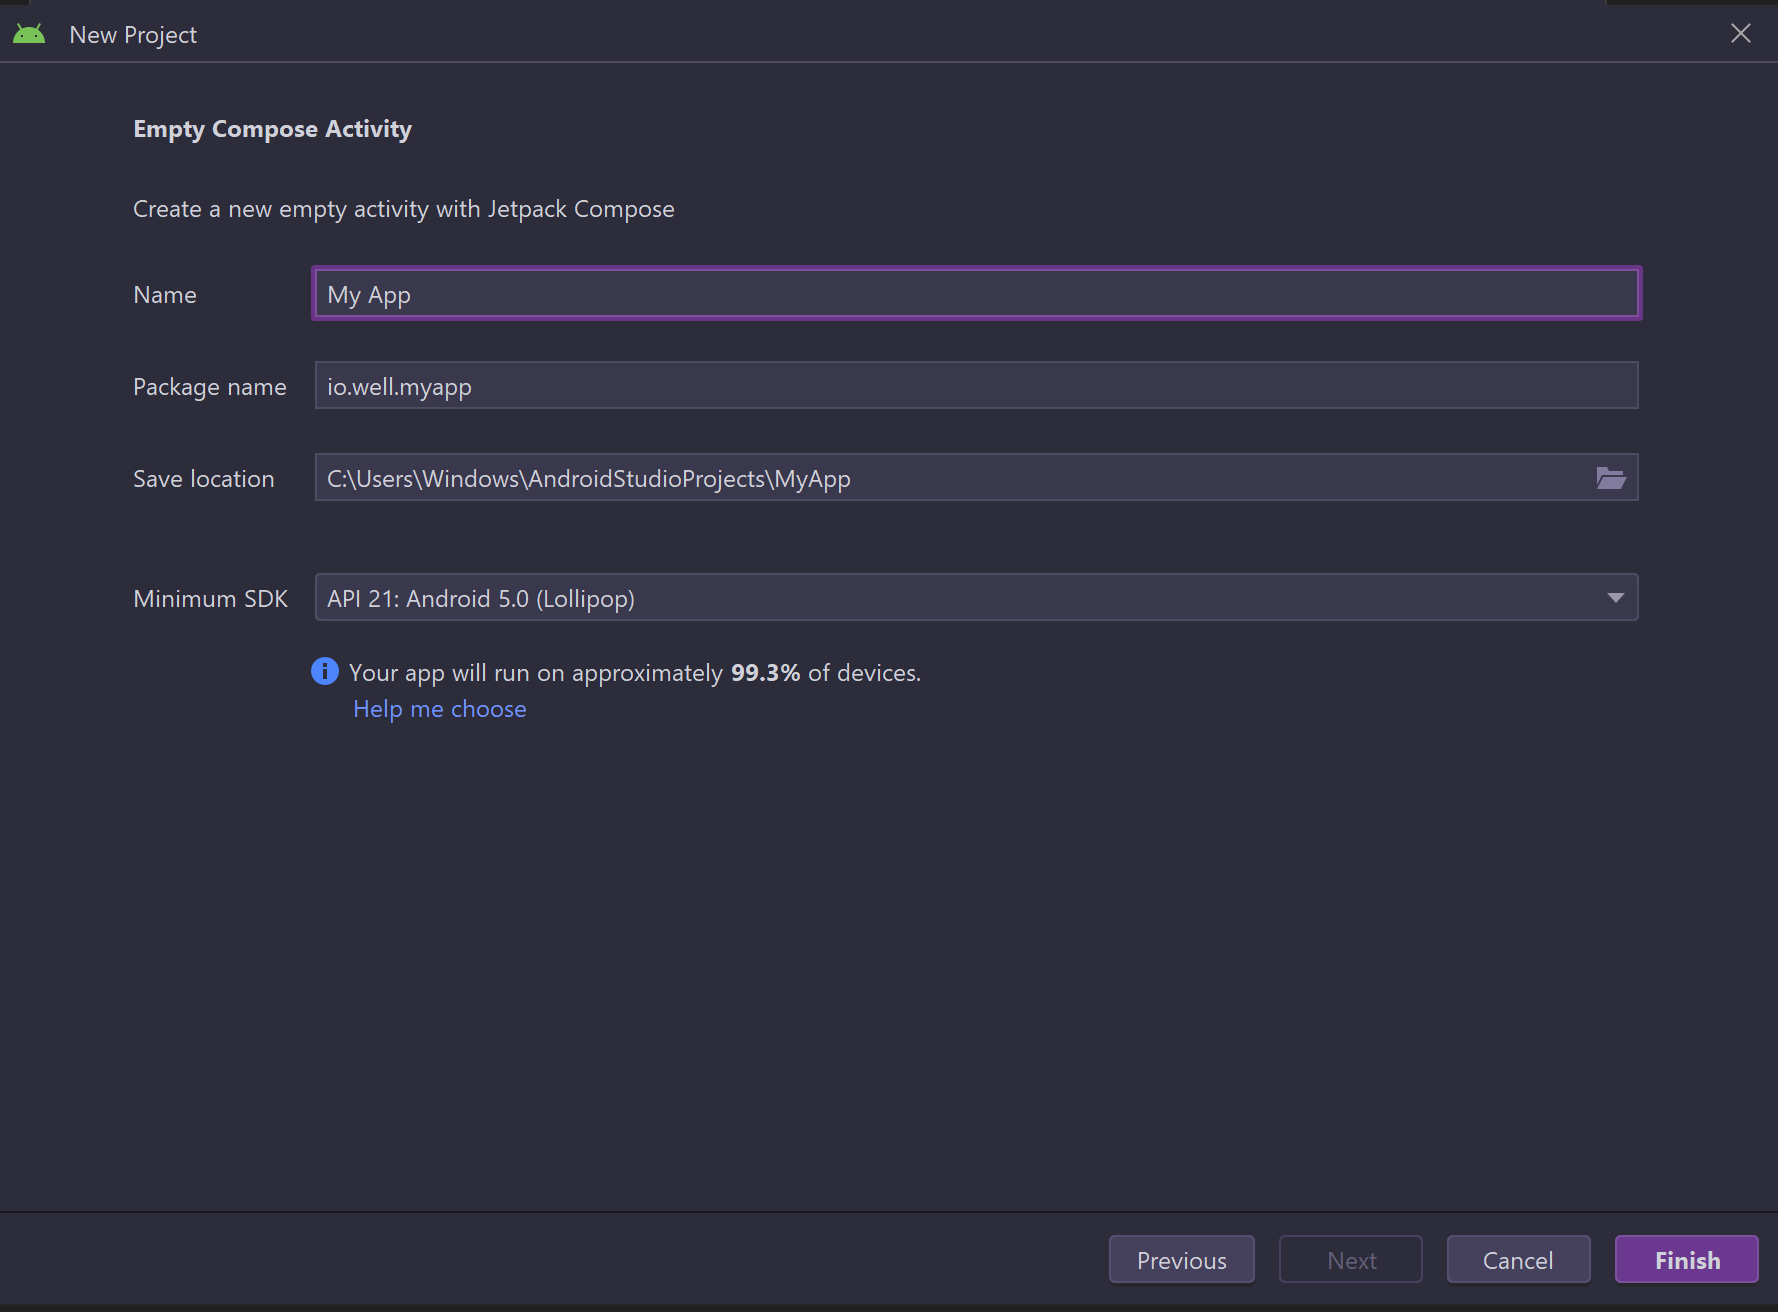 New Project
Empty Compose Activity
Create a new empty activity with Jetpack Compose
Name My App
Package name io.well.myapp
Save location C:\Users\Windows\AndroidStudioProjects\MyApp
Minimum SDK API 21: Android 5.0 (Lollipop)
Your app will run on approximately 99.3% of devices.
Help me choose
Previous Next Cancel Finish